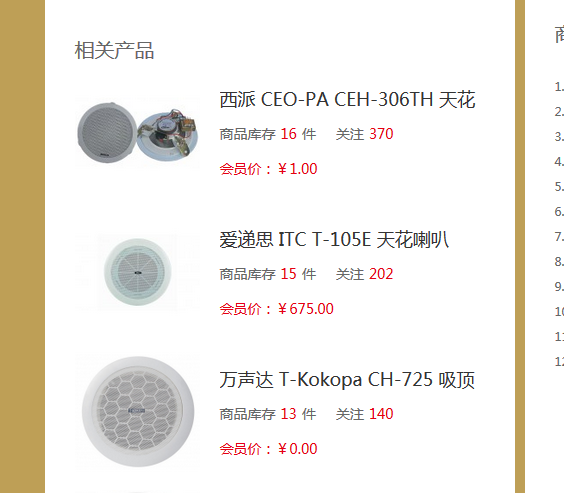 相关产品
西派 CEO-PA CEH-306TH 天花
商品库存 16 件 关注 370
会员价：￥1.00
爱递思 ITC T-105E 天花喇叭
商品库存 15 件 关注 202
会员价：￥675.00
万声达 T-Kokopa CH-725 吸顶
商品库存 13 件 关注 140
会员价：￥0.00
1.
2.
3.
4.
5.
6.
7.
8.
9.
10
11
12